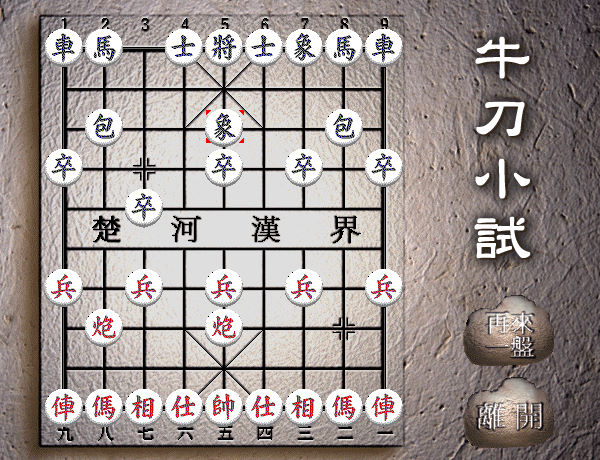 1 2 3 4 5 6 7 8 9
車 馬 士 將 士 象 馬 車
包 象 包
卒 卒 卒 卒
卒
楚 河 漢 界
兵 兵 兵 兵 兵
炮 炮
俥 傌 相 仕 帥 仕 相 傌 俥
九 八 七 六 五 四 三 二 一
牛刀小試
再來
一盤
離開